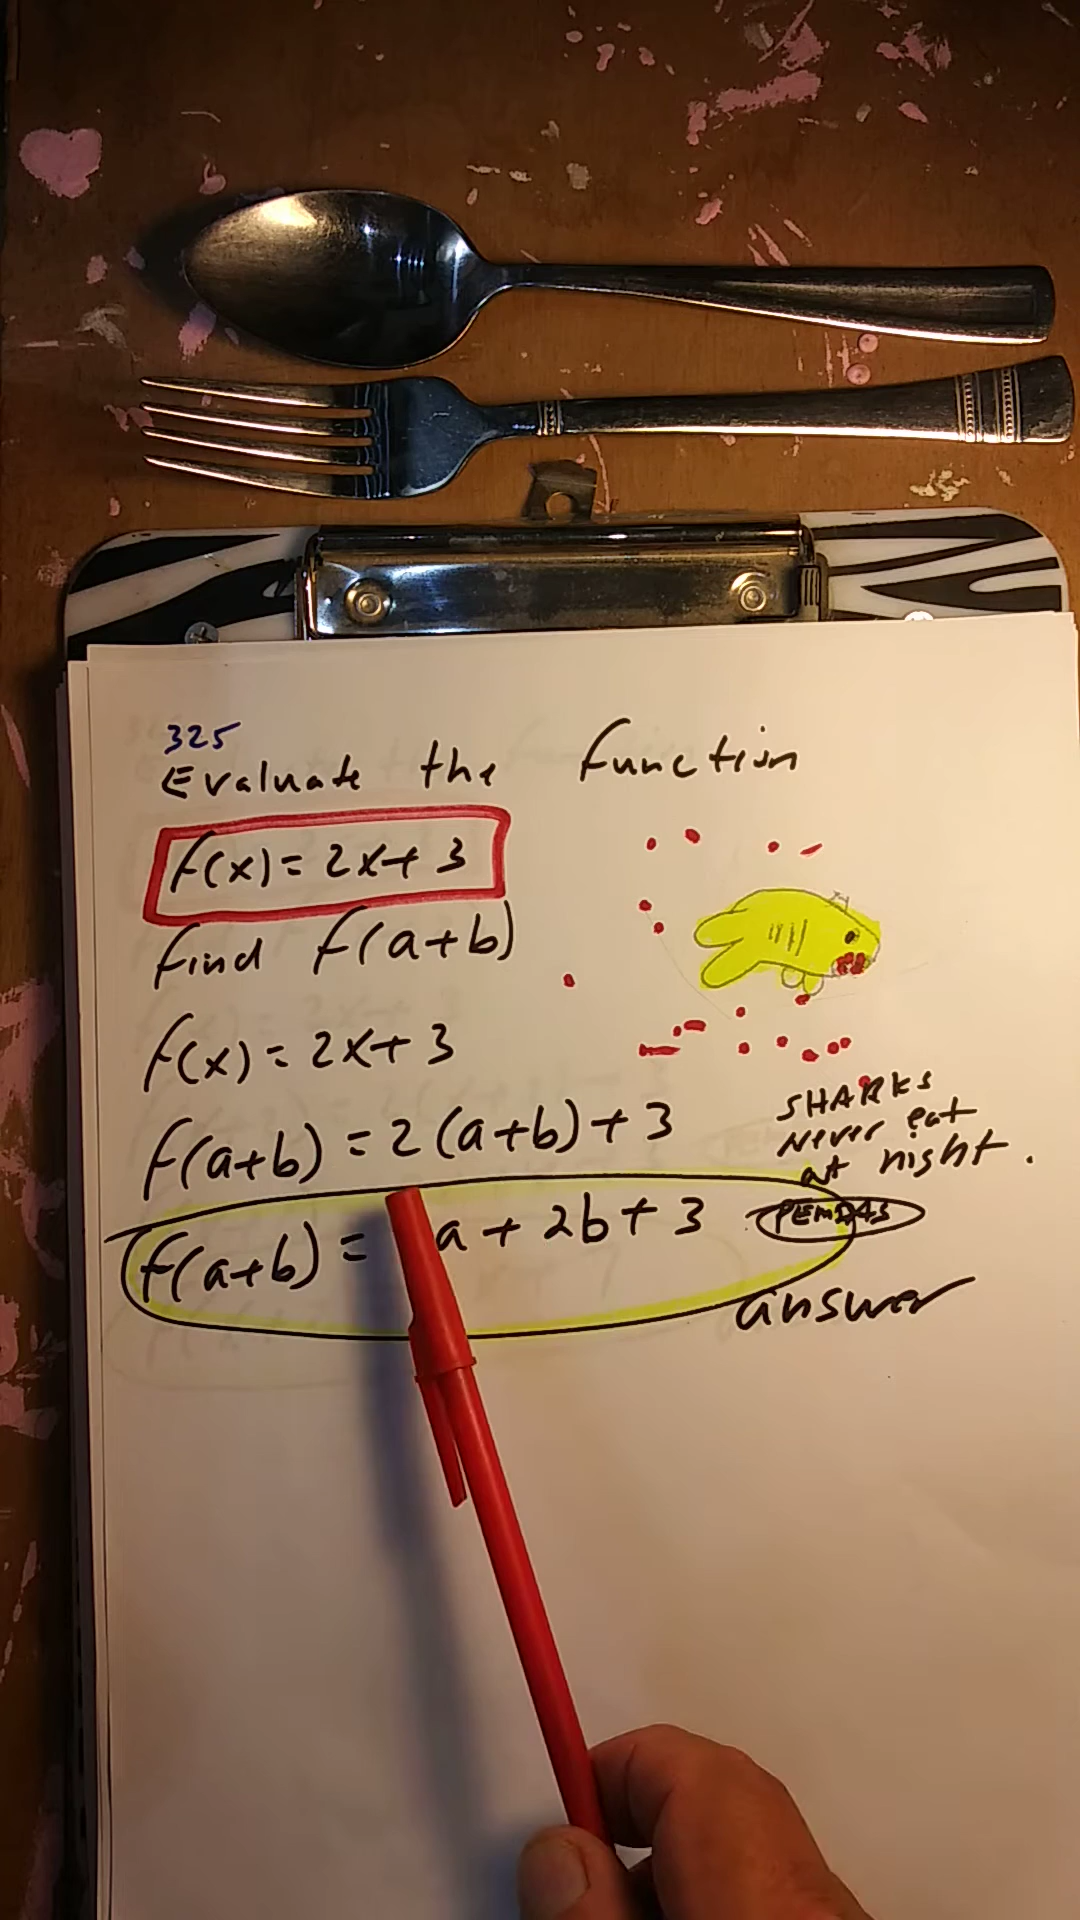 325
Evaluate the function
f(x) = 2x + 3
find f(a+b)
f(x) = 2x + 3
f(a+b) = 2(a+b) + 3
f(a+b) = a + 2b + 3
answer
SHARKS
Never eat
at night.
PEMDAS